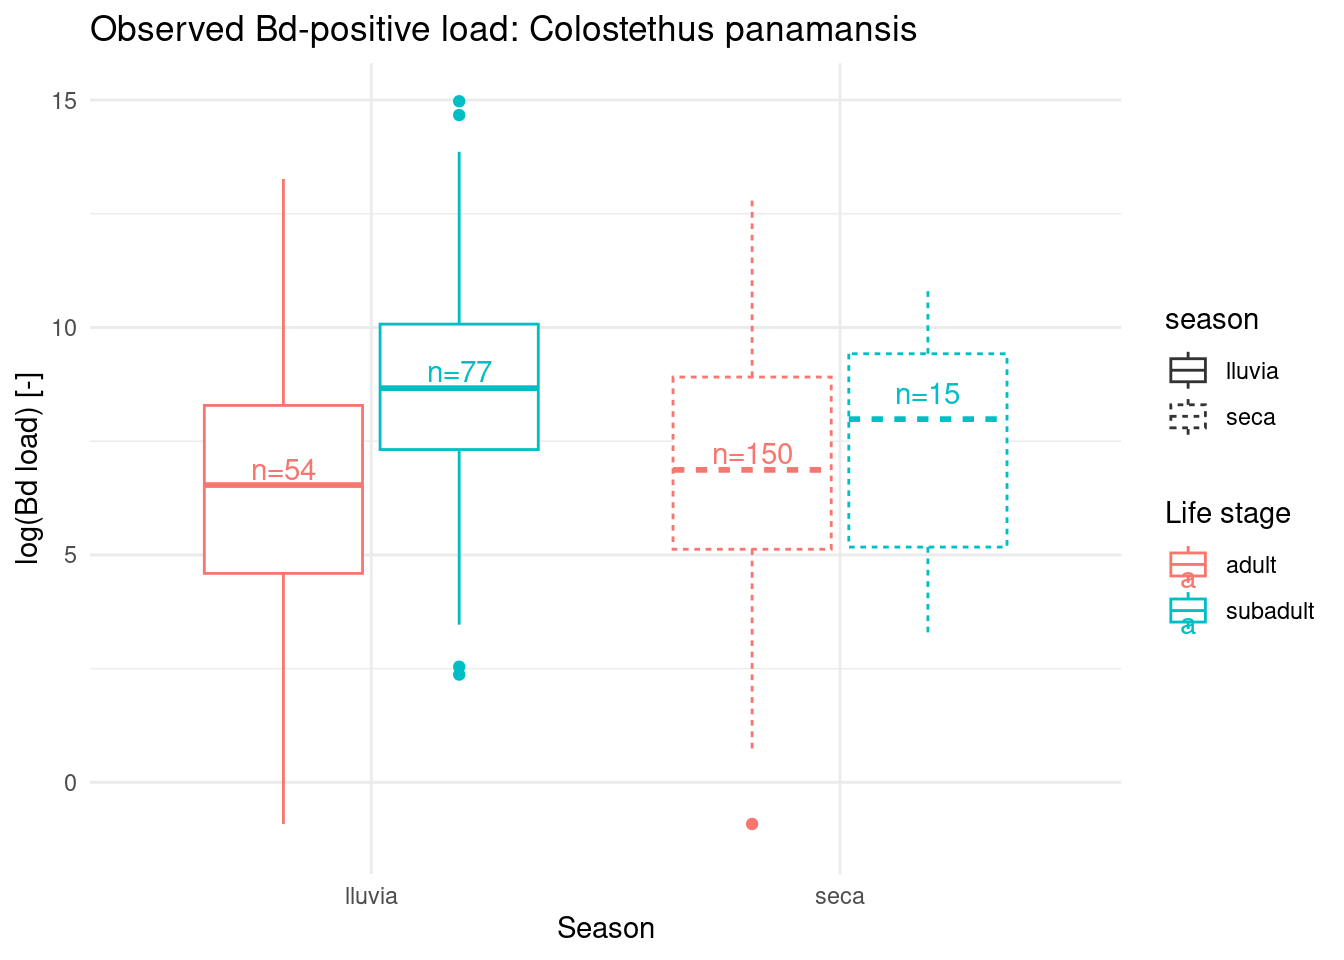 Observed Bd-positive load: Colostethus panamansis
log(Bd load) [-]
15
10
5
0
n=54
n=77
n=150
n=15
lluvia
seca
Season
season
lluvia
seca
Life stage
a adult
a subadult